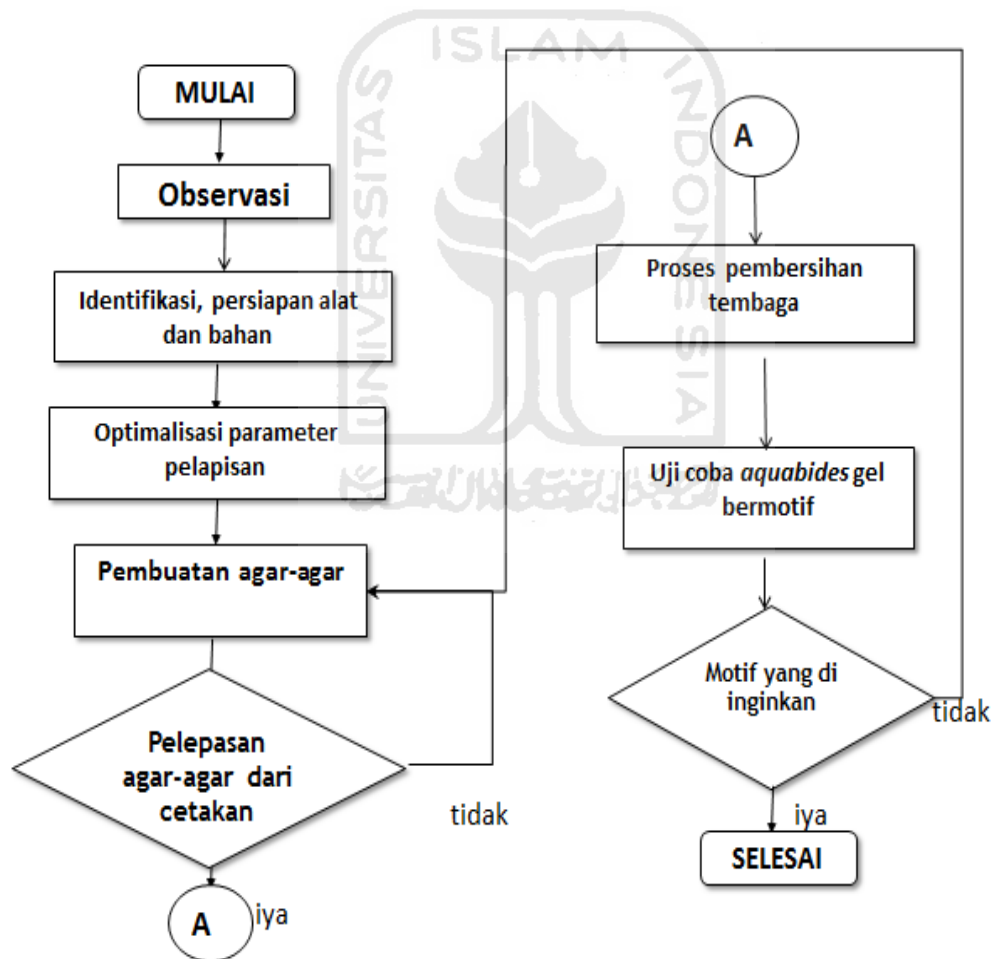 MULAI
Observasi
Identifikasi, persiapan alat
dan bahan
Optimalisasi parameter
pelapisan
Pembuatan agar-agar
Pelepasan
agar-agar dari
cetakan
tidak
A
iya
A
Proses pembersihan
tembaga
Uji coba aquabides gel
bermotif
Motif yang di
inginkan
tidak
iya
SELESAI
UNIVERSITAS
ISLAM
INDONESIA